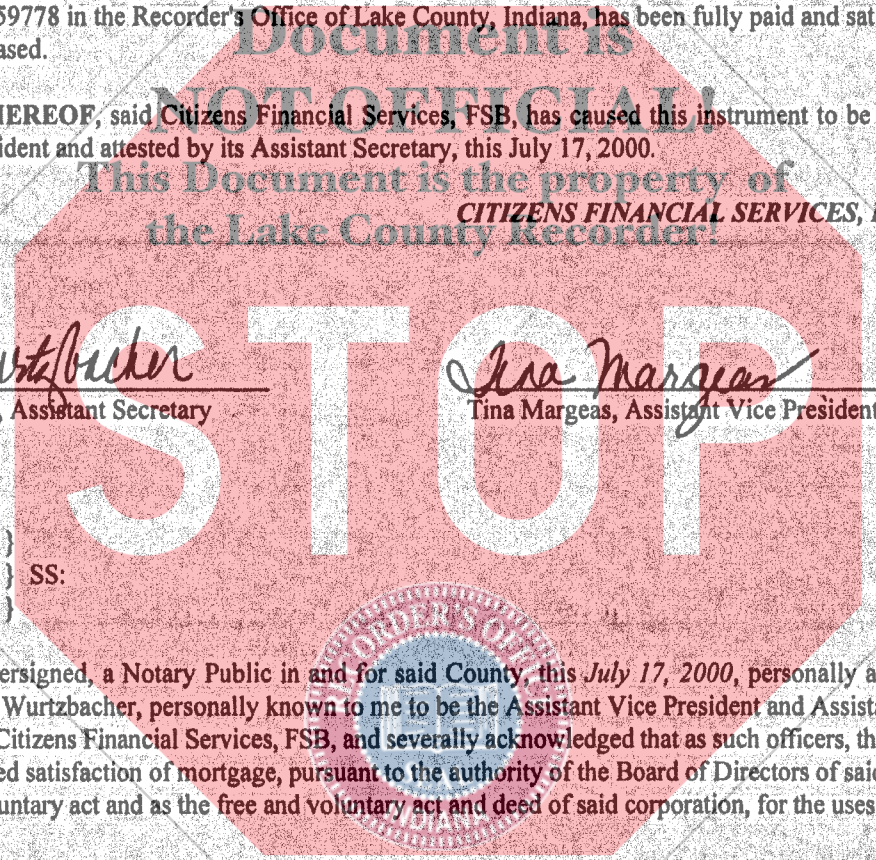 59778 in the Recorder's Office of Lake County, Indiana, has been fully paid and sat
ased.
Document is
NOT OFFICIAL!
HEREOF, said Citizens Financial Services, FSB, has caused this instrument to be
ident and attested by its Assistant Secretary, this July 17, 2000.
This Document is the property of
the Lake County Recorder!
CITIZENS FINANCIAL SERVICES,
STOP
Tina Margeas
, Assistant Secretary
Tina Margeas, Assistant Vice President
}
} SS:
}
RECORDER'S OFFICE
ersigned, a Notary Public in and for said County, this July 17, 2000, personally a
Wurtzbacher, personally known to me to be the Assistant Vice President and Assista
Citizens Financial Services, FSB, and severally acknowledged that as such officers, th
ed satisfaction of mortgage, pursuant to the authority of the Board of Directors of said
untary act and as the free and voluntary act and deed of said corporation, for the uses
INDIANA